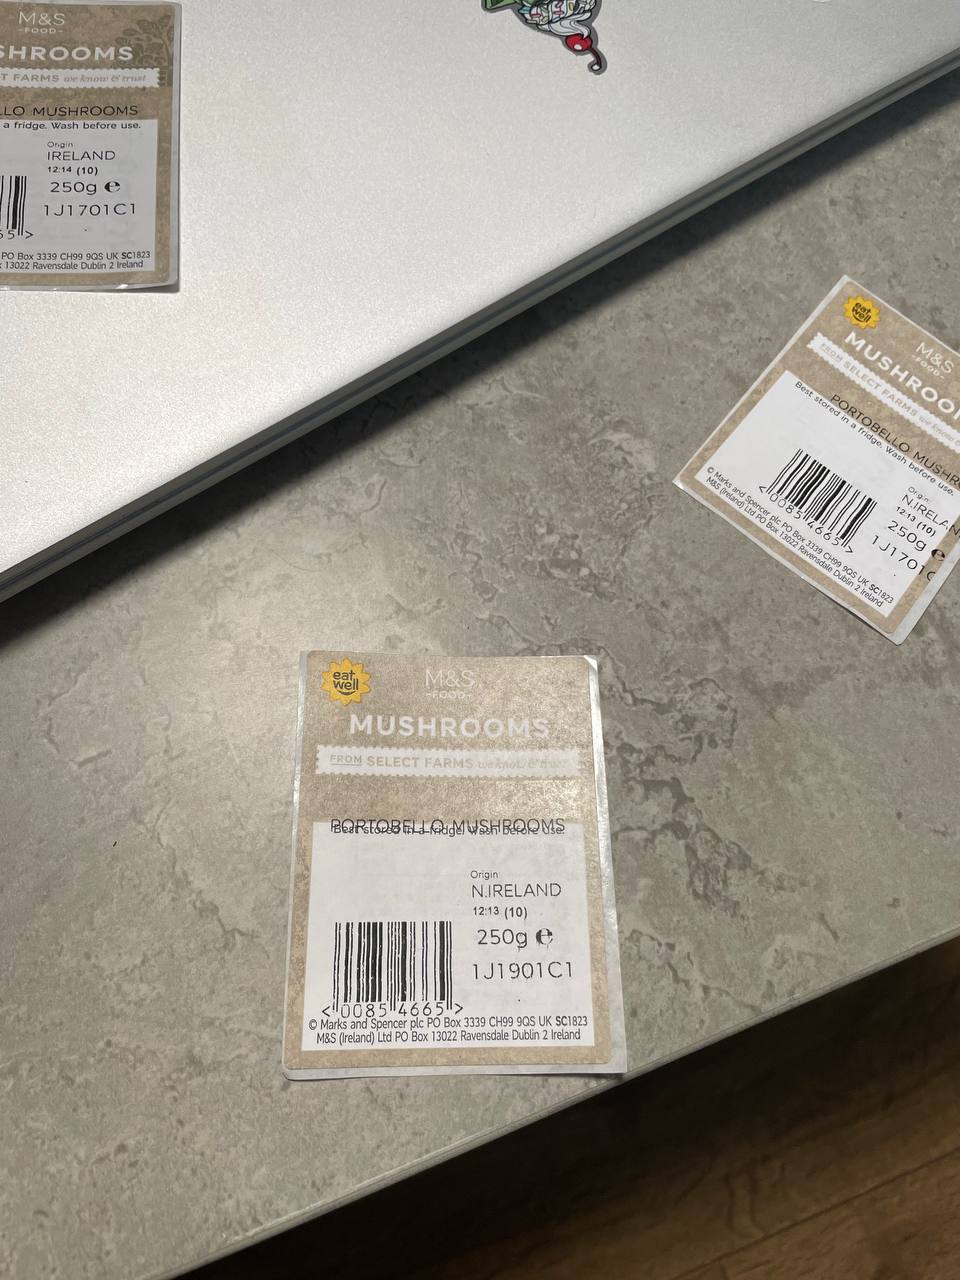 M&S
-FOOD-
SHROOMS
T FARMS we know & trust
LLO MUSHROOMS
a fridge. Wash before use.
Origin
IRELAND
12:14 (10)
250g e
1J1701C1
65">
PO Box 3339 CH99 9QS UK SC1823
13022 Ravensdale Dublin 2 Ireland
eat
well
M&S
-FOOD-
MUSHROO
FROM SELECT FARMS we know &
PORTOBELLO MUSHR
Best stored in a fridge. Wash before use.
Origin
N.IRELAN
12:13 (10)
250g e
1J1701C
<"0085"4665">
© Marks and Spencer plc PO Box 3339 CH99 9QS UK SC1823
M&S (Ireland) Ltd PO Box 13022 Ravensdale Dublin 2 Ireland
eat
well
M&S
-FOOD-
MUSHROOMS
FROM SELECT FARMS we know & trust
PORTOBELLO MUSHROOMS
Best stored in a fridge. Wash before use.
Origin
N.IRELAND
12:13 (10)
250g e
1J1901C1
<"0085"4665">
© Marks and Spencer plc PO Box 3339 CH99 9QS UK SC1823
M&S (Ireland) Ltd PO Box 13022 Ravensdale Dublin 2 Ireland